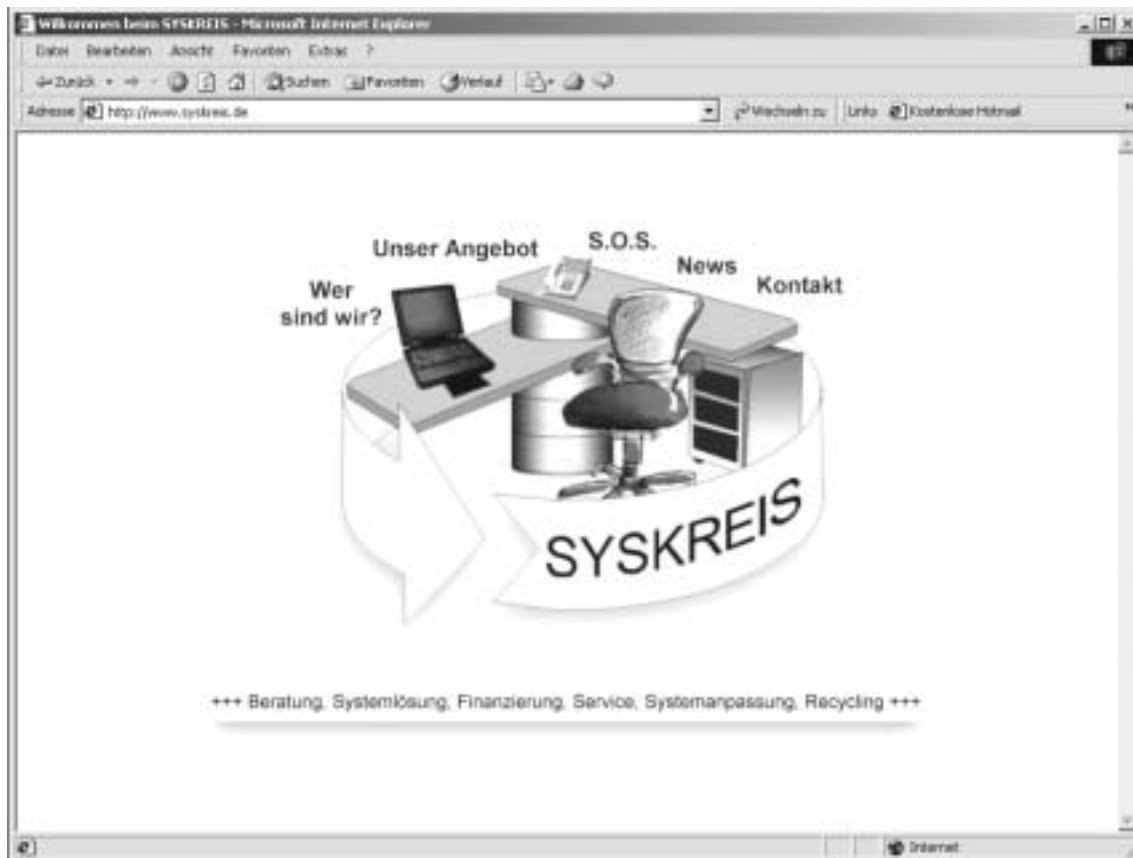 Willkommen beim SYSKREIS - Microsoft Internet Explorer
Datei Bearbeiten Ansicht Favoriten Extras ?
Zurück Suchen Favoriten Verlauf
Adresse http://www.syskreis.de Wechseln zu Links Kostenlose Hotmail
Unser Angebot
S.O.S.
News
Kontakt
Wer
sind wir?
SYSKREIS
+++ Beratung, Systemlösung, Finanzierung, Service, Systemanpassung, Recycling +++
Internet